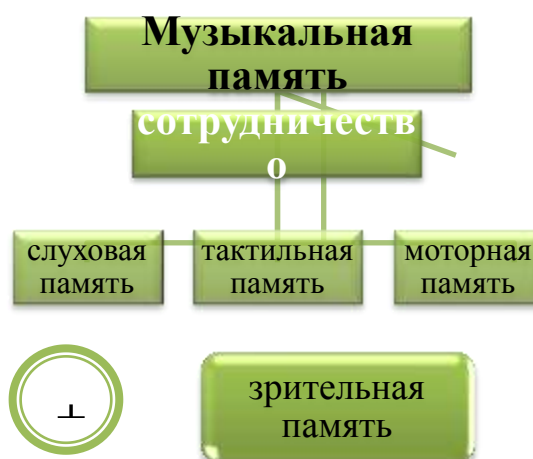 Музыкальная
память
сотрудничеств
о
слуховая
память
тактильная
память
моторная
память
зрительная
память